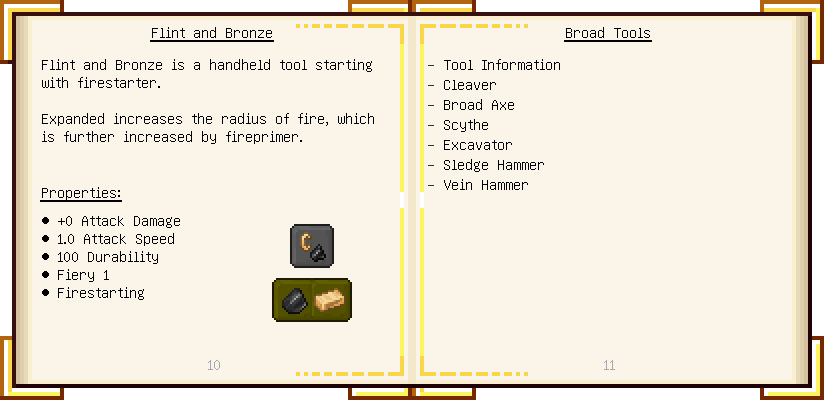 Flint and Bronze
Flint and Bronze is a handheld tool starting
with firestarter.
Expanded increases the radius of fire, which
is further increased by fireprimer.
Properties:
● +0 Attack Damage
● 1.0 Attack Speed
● 100 Durability
● Fiery 1
● Firestarting
10
Broad Tools
- Tool Information
- Cleaver
- Broad Axe
- Scythe
- Excavator
- Sledge Hammer
- Vein Hammer
11